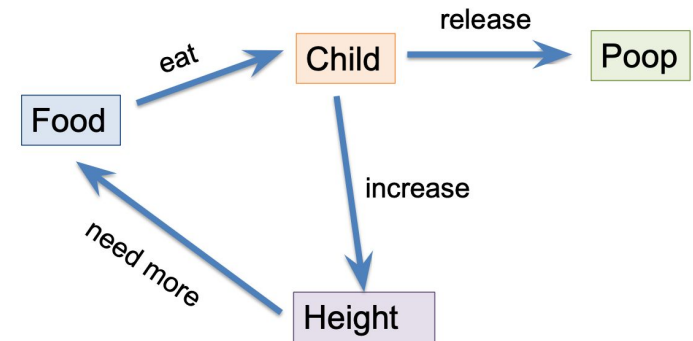 release
eat
Child
Poop
Food
increase
need more
Height